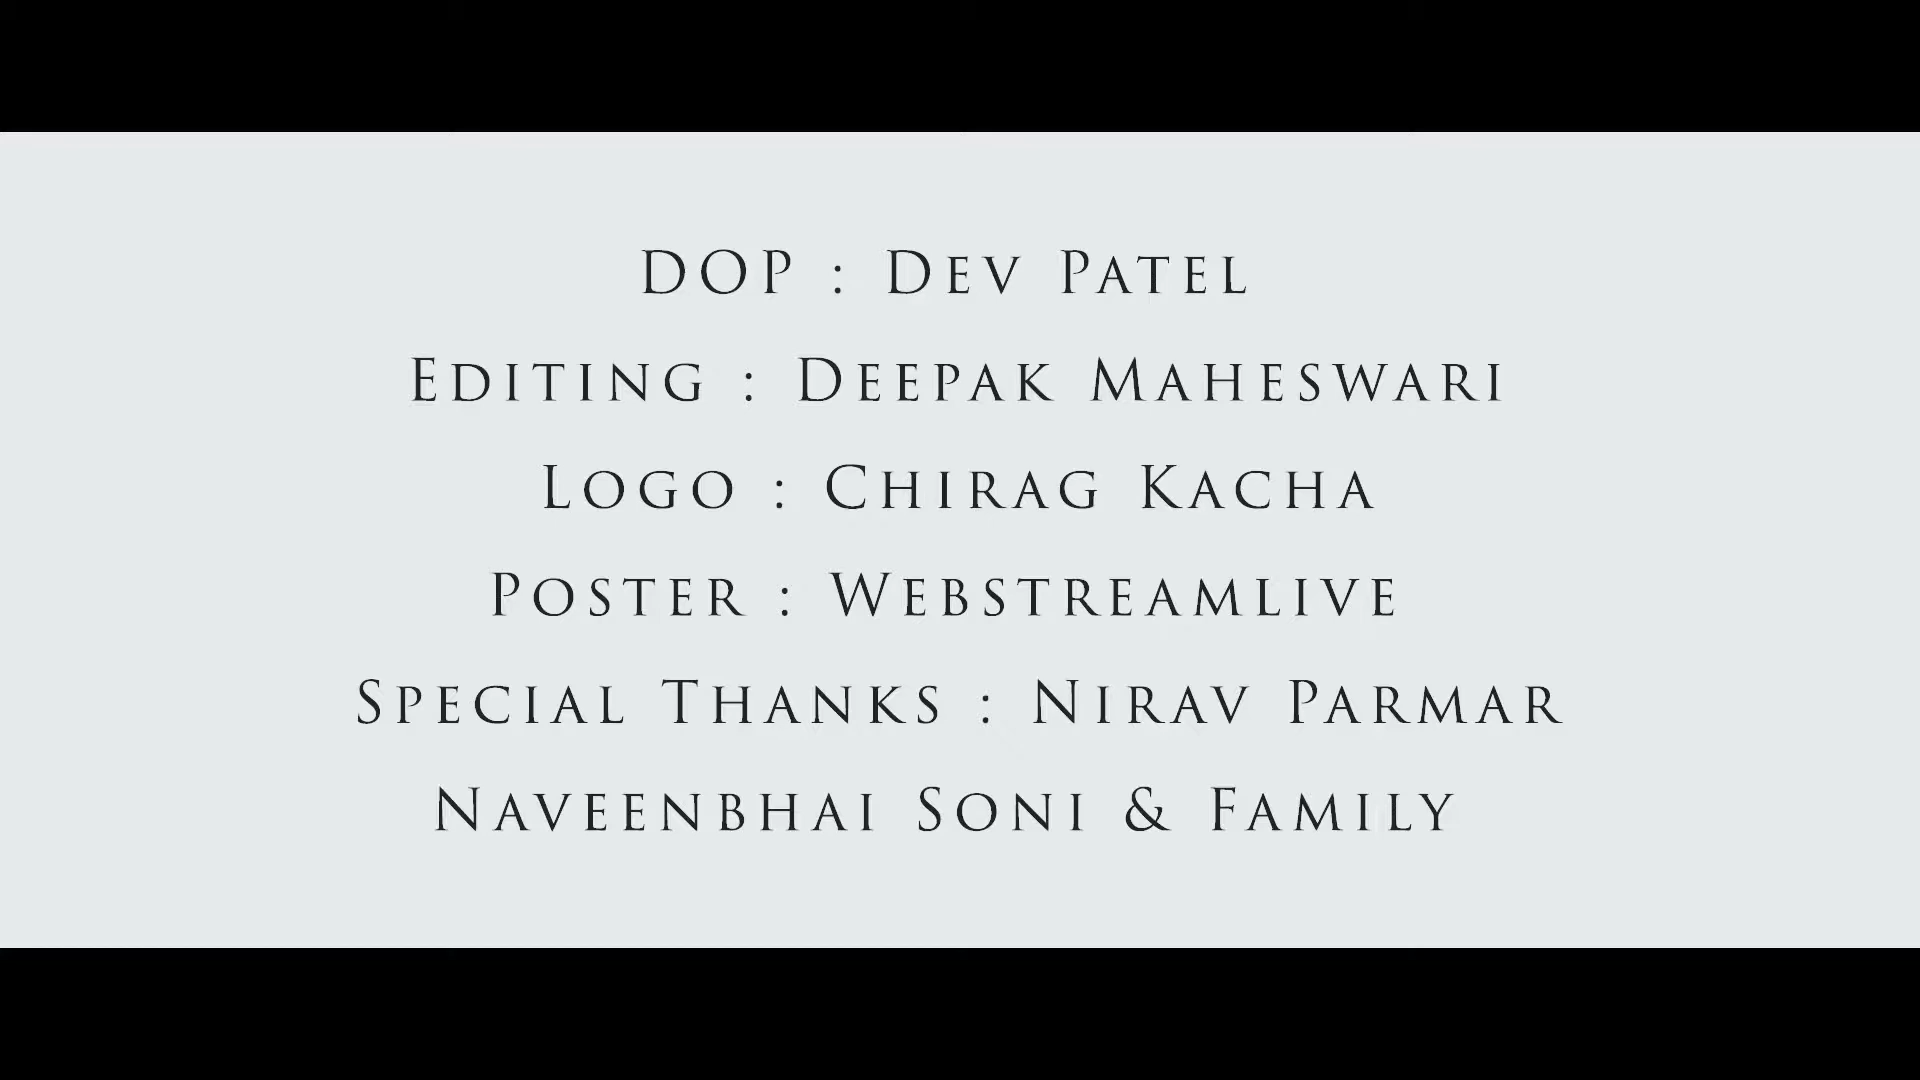 DOP : Dev Patel
Editing : Deepak Maheswari
Logo : Chirag Kacha
Poster : Webstreamlive
Special Thanks : Nirav Parmar
Naveenbhai Soni & Family